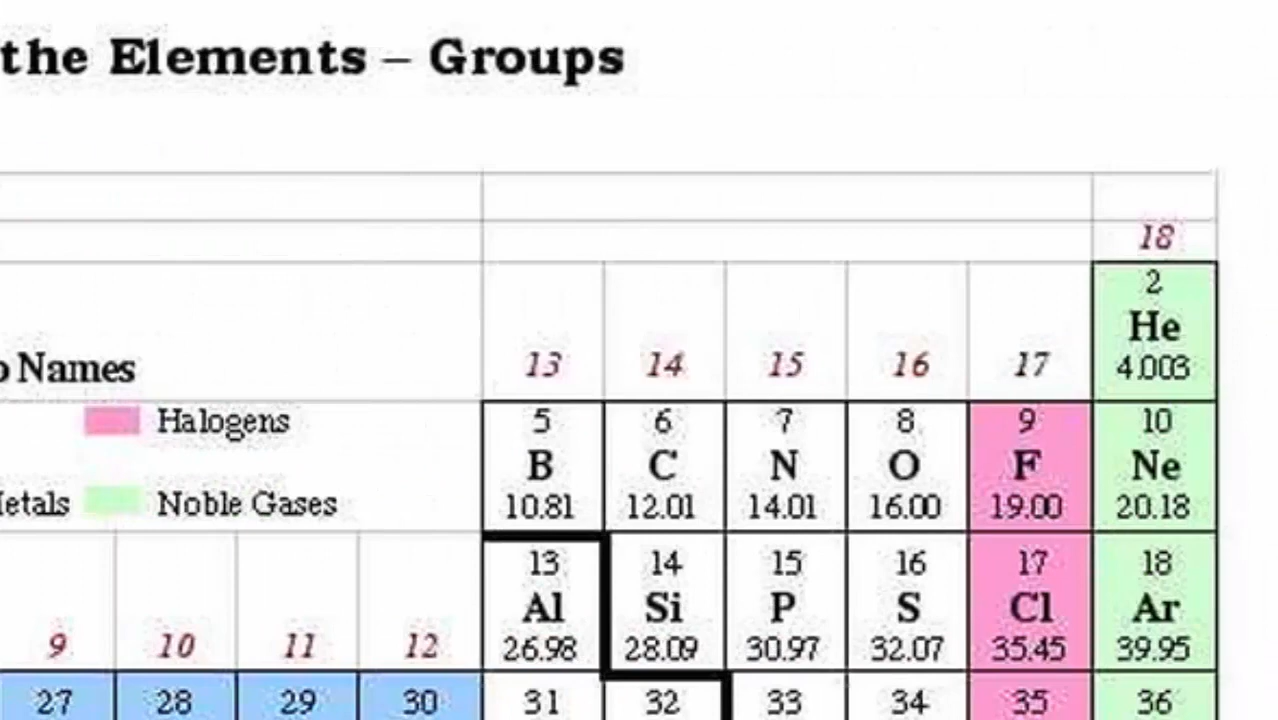 the Elements – Groups
18
2
He
4.003
Names
13 14 15 16 17
Halogens
5 6 7 8 9 10
B C N O F Ne
10.81 12.01 14.01 16.00 19.00 20.18
Noble Gases
13 14 15 16 17 18
Al Si P S Cl Ar
9 10 11 12
26.98 28.09 30.97 32.07 35.45 39.95
27 28 29 30 31 32 33 34 35 36